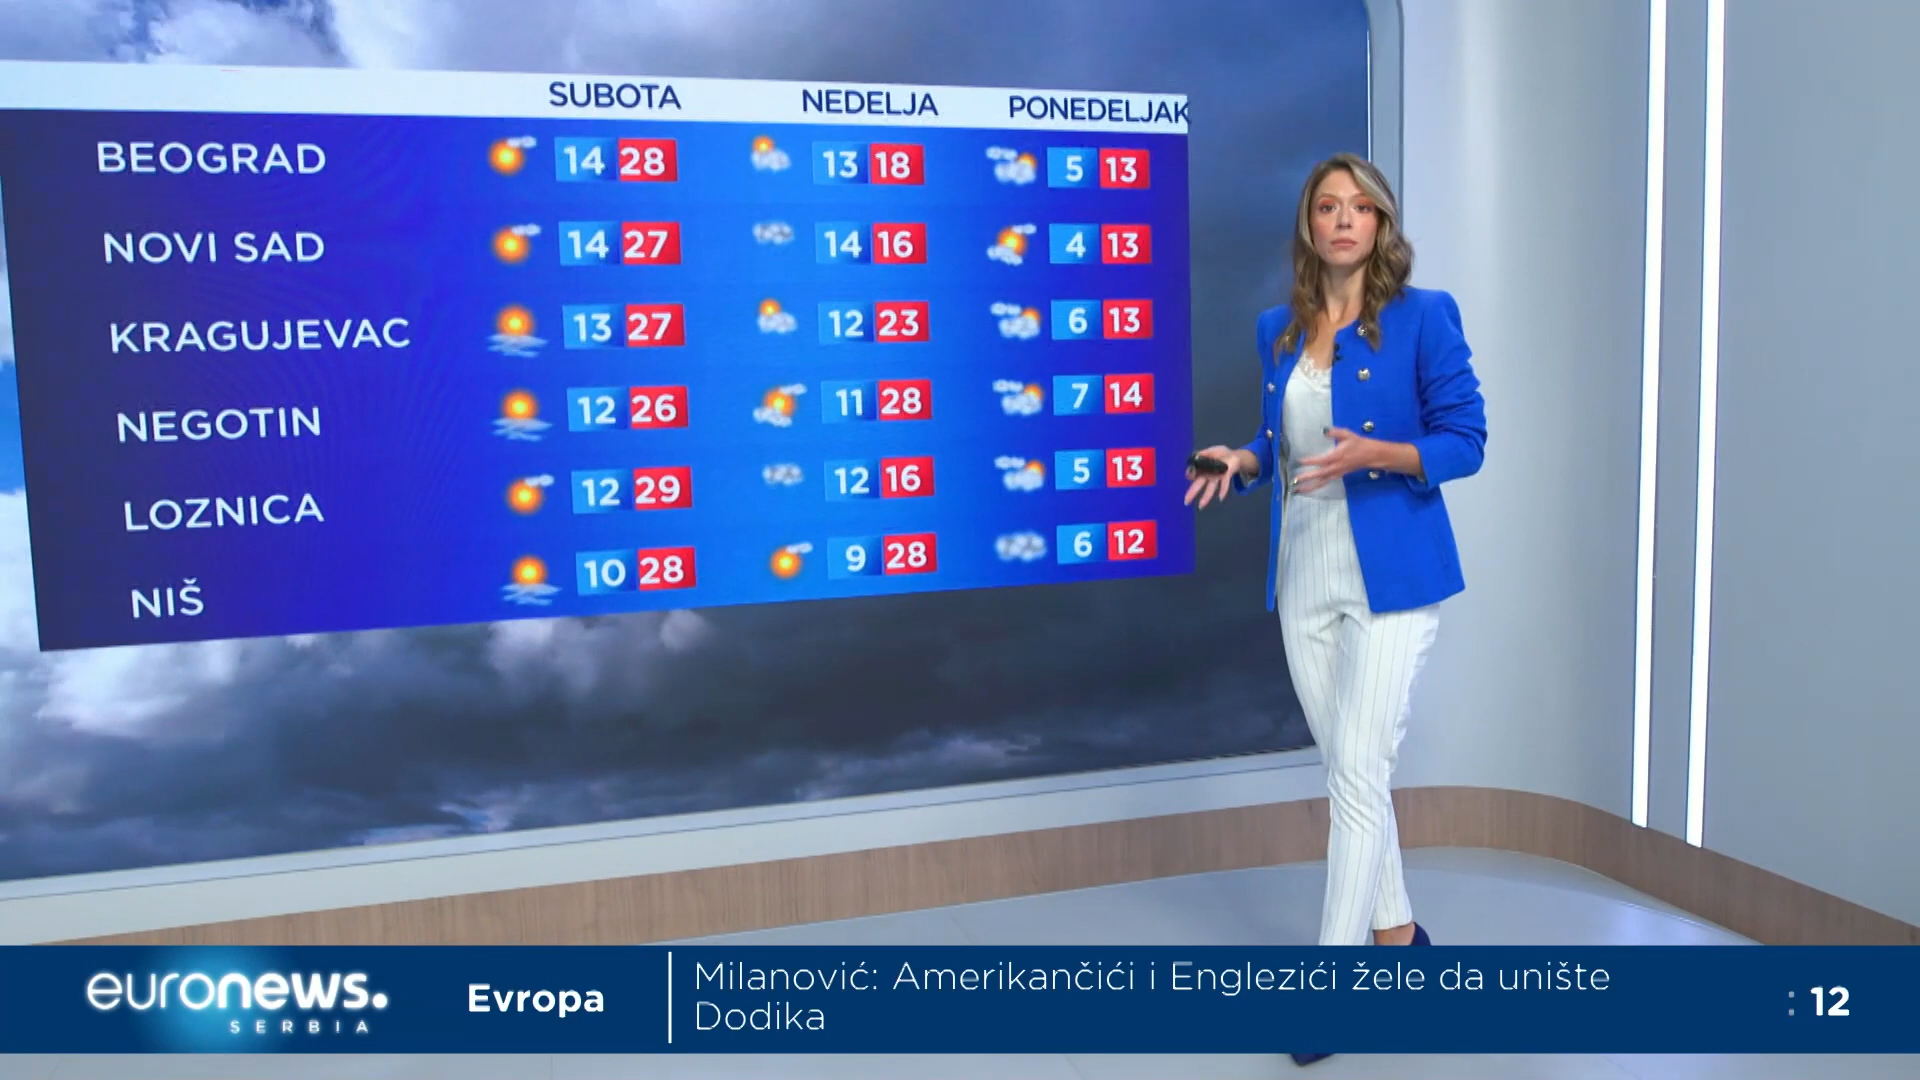 SUBOTA NEDELJA PONEDELJAK
BEOGRAD 14 28 13 18 5 13
NOVI SAD 14 27 14 16 4 13
KRAGUJEVAC 13 27 12 23 6 13
NEGOTIN 12 26 11 28 7 14
LOZNICA 12 29 12 16 5 13
NIŠ 10 28 9 28 6 12
euronews.
SERBIA
Evropa
Milanović: Amerikančići i Englezići žele da unište
Dodika
: 12